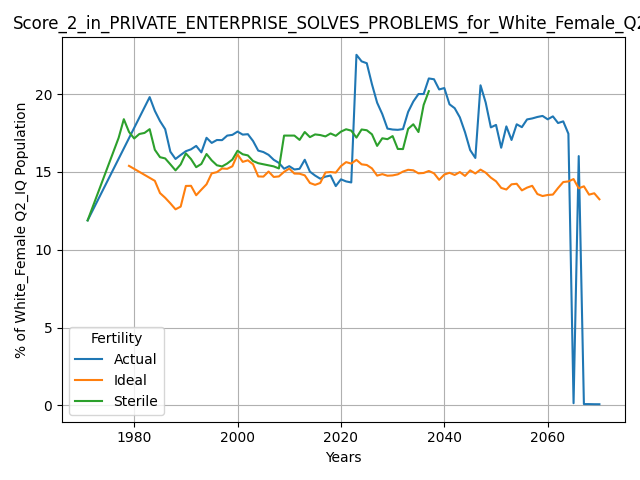 Score_2_in_PRIVATE_ENTERPRISE_SOLVES_PROBLEMS_for_White_Female_Q2
% of White_Female Q2_IQ Population
20
15
10
5
0
Fertility
Actual
Ideal
Sterile
1980
2000
2020
2040
2060
Years